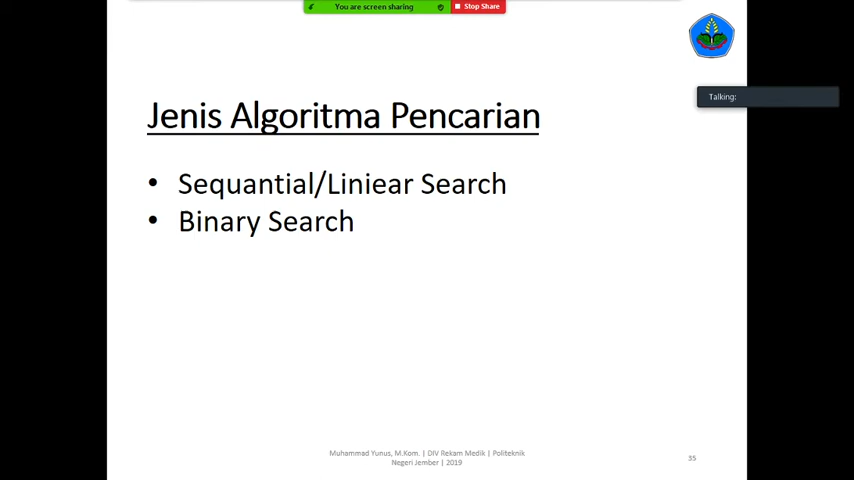 You are screen sharing
Stop Share
Talking:
Jenis Algoritma Pencarian
• Sequantial/Liniear Search
• Binary Search
Muhammad Yunus, M.Kom. | DIV Rekam Medik | Politeknik
Negeri Jember | 2019
35